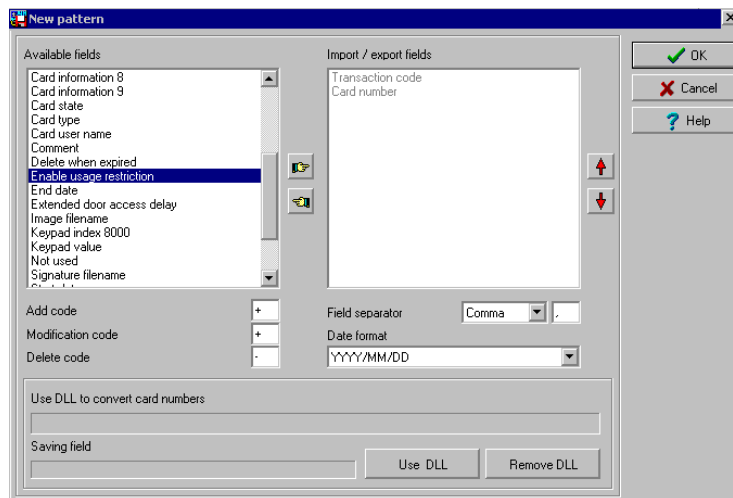 New pattern
Available fields
Card information 8
Card information 9
Card state
Card type
Card user name
Comment
Delete when expired
Enable usage restriction
End date
Extended door access delay
Image filename
Keypad index 8000
Keypad value
Not used
Signature filename
Import / export fields
Transaction code
Card number
OK
Cancel
? Help
Add code +
Modification code +
Delete code -
Field separator Comma ,
Date format
YYYY/MM/DD
Use DLL to convert card numbers
Saving field
Use DLL Remove DLL